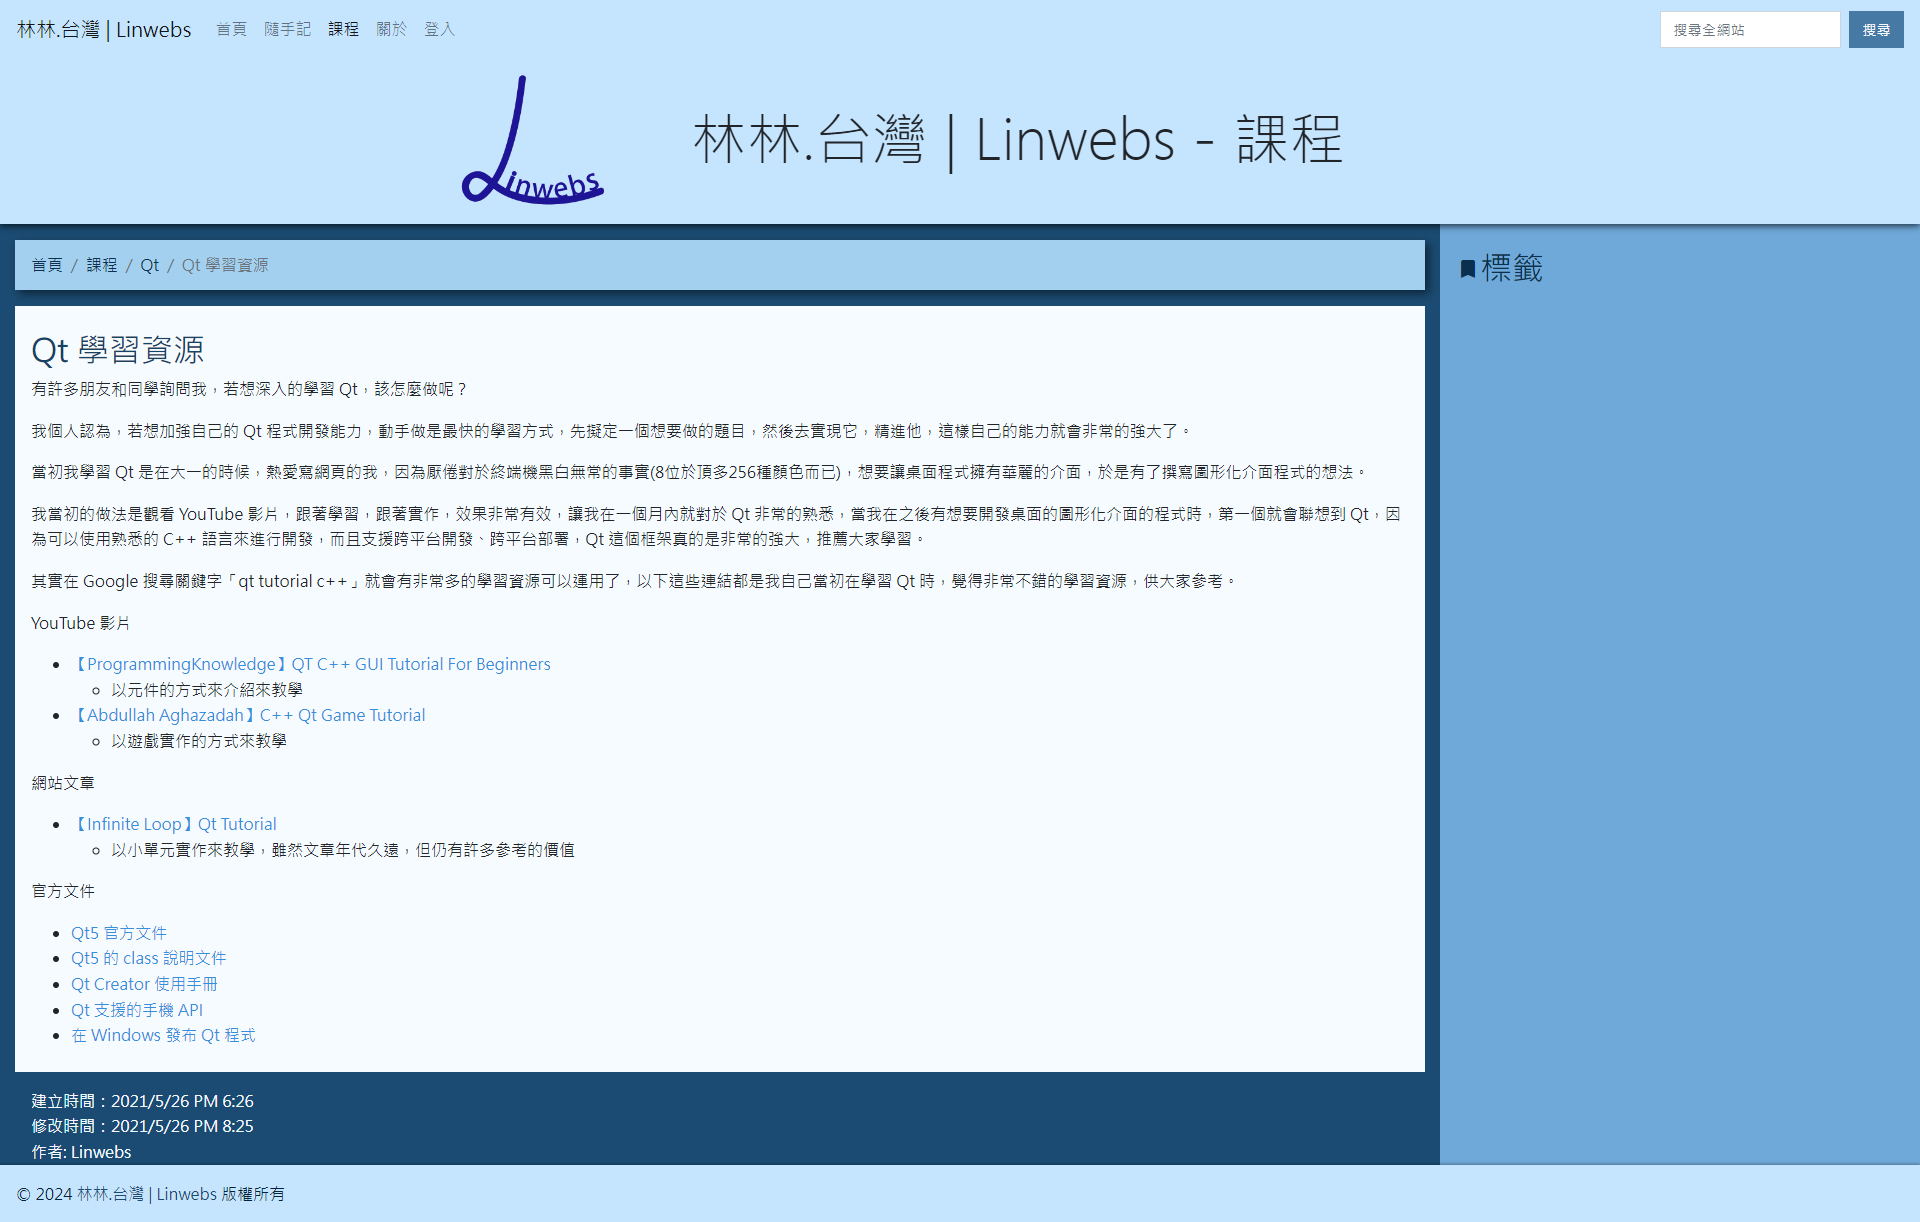 林林.台灣 | Linwebs 首頁 隨手記 課程 關於 登入 搜尋全網站 搜尋
Linwebs
林林.台灣 | Linwebs - 課程
首頁 / 課程 / Qt / Qt 學習資源
標籤
Qt 學習資源
有許多朋友和同學詢問我，若想深入的學習 Qt，該怎麼做呢？
我個人認為，若想加強自己的 Qt 程式開發能力，動手做是最快的學習方式，先擬定一個想要做的題目，然後去實現它，精進他，這樣自己的能力就會非常的強大了。
當初我學習 Qt 是在大一的時候，熱愛寫網頁的我，因為厭倦對於終端機黑白無常的事實(8位於頂多256種顏色而已)，想要讓桌面程式擁有華麗的介面，於是有了撰寫圖形化介面程式的想法。
我當初的做法是觀看 YouTube 影片，跟著學習，跟著實作，效果非常有效，讓我在一個月內就對於 Qt 非常的熟悉，當我在之後有想要開發桌面的圖形化介面的程式時，第一個就會聯想到 Qt，因
為可以使用熟悉的 C++ 語言來進行開發，而且支援跨平台開發、跨平台部署，Qt 這個框架真的是非常的強大，推薦大家學習。
其實在 Google 搜尋關鍵字「qt tutorial c++」就會有非常多的學習資源可以運用了，以下這些連結都是我自己當初在學習 Qt 時，覺得非常不錯的學習資源，供大家參考。
YouTube 影片
【ProgrammingKnowledge】QT C++ GUI Tutorial For Beginners
以元件的方式來介紹來教學
【Abdullah Aghazadah】C++ Qt Game Tutorial
以遊戲實作的方式來教學
網站文章
【Infinite Loop】Qt Tutorial
以小單元實作來教學，雖然文章年代久遠，但仍有許多參考的價值
官方文件
Qt5 官方文件
Qt5 的 class 說明文件
Qt Creator 使用手冊
Qt 支援的手機 API
在 Windows 發布 Qt 程式
建立時間：2021/5/26 PM 6:26
修改時間：2021/5/26 PM 8:25
作者: Linwebs
© 2024 林林.台灣 | Linwebs 版權所有